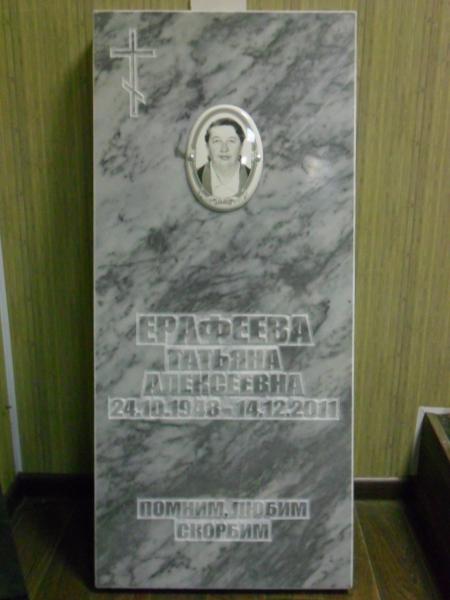 ЕРАФЕЕВА
ТАТЬЯНА
АЛЕКСЕЕВНА
24.10.1948 - 14.12.2011
ПОМНИМ, ЛЮБИМ
СКОРБИМ